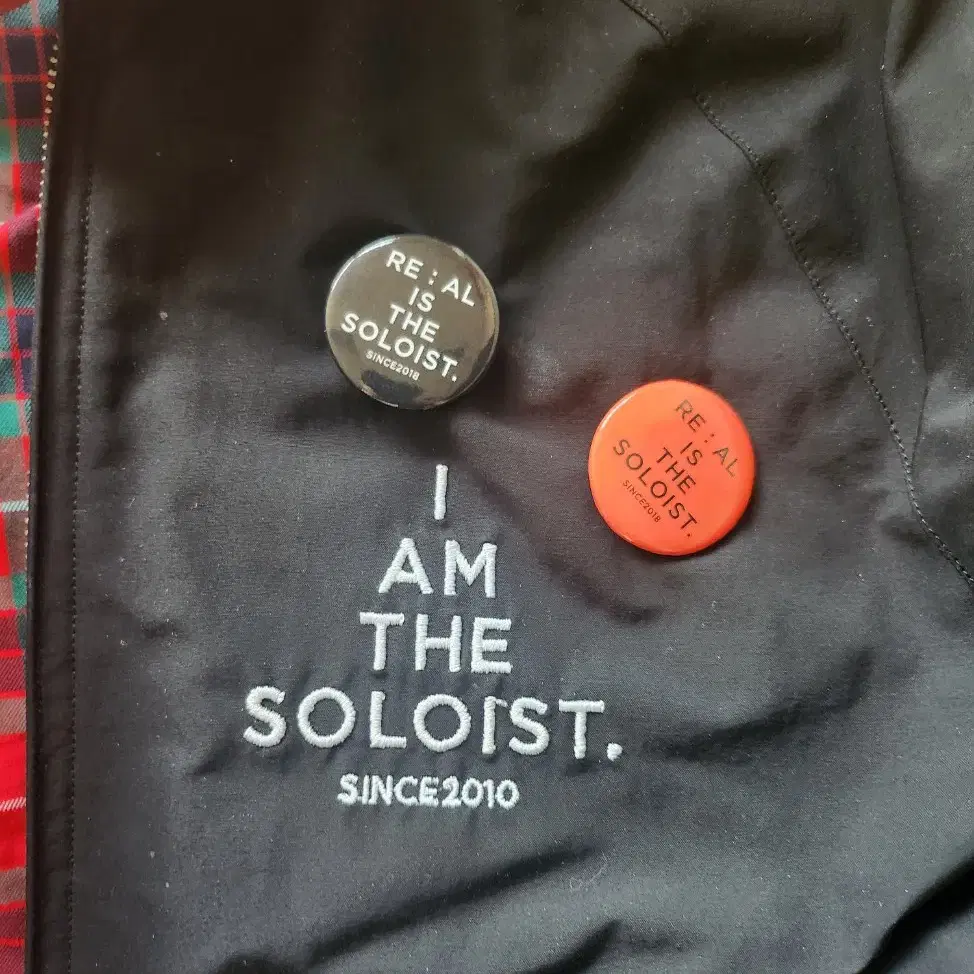 RE : AL
IS
THE
SOLOIST.
SINCE2018
RE : AL
IS
THE
SOLOIST.
SINCE2018
I
AM
THE
SOLOIST.
SINCE2010